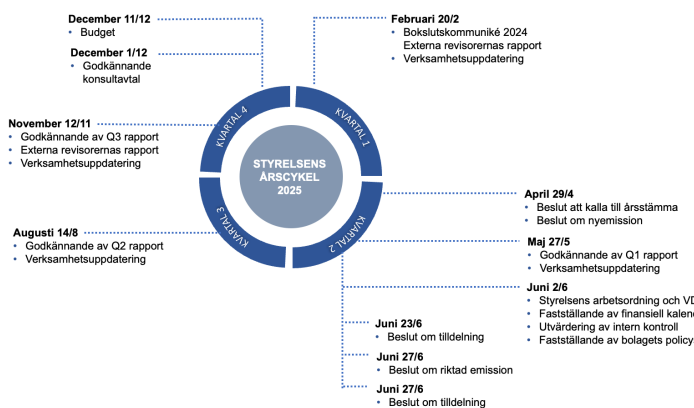 December 11/12
• Budget
December 1/12
• Godkännande
konsultavtal
November 12/11
• Godkännande av Q3 rapport
• Externa revisorernas rapport
• Verksamhetsuppdatering
Augusti 14/8
• Godkännande av Q2 rapport
• Verksamhetsuppdatering
STYRELSENS
ÅRSCYKEL
2025
KVARTAL 1
KVARTAL 2
KVARTAL 3
KVARTAL 4
Februari 20/2
• Bokslutskommuniké 2024
Externa revisorernas rapport
• Verksamhetsuppdatering
April 29/4
• Beslut att kalla till årsstämma
• Beslut om nyemission
Maj 27/5
• Godkännande av Q1 rapport
• Verksamhetsuppdatering
Juni 2/6
• Styrelsens arbetsordning och VD
• Fastställande av finansiell kalen
• Utvärdering av intern kontroll
• Fastställande av bolagets policy
Juni 23/6
• Beslut om tilldelning
Juni 27/6
• Beslut om riktad emission
Juni 27/6
• Beslut om tilldelning